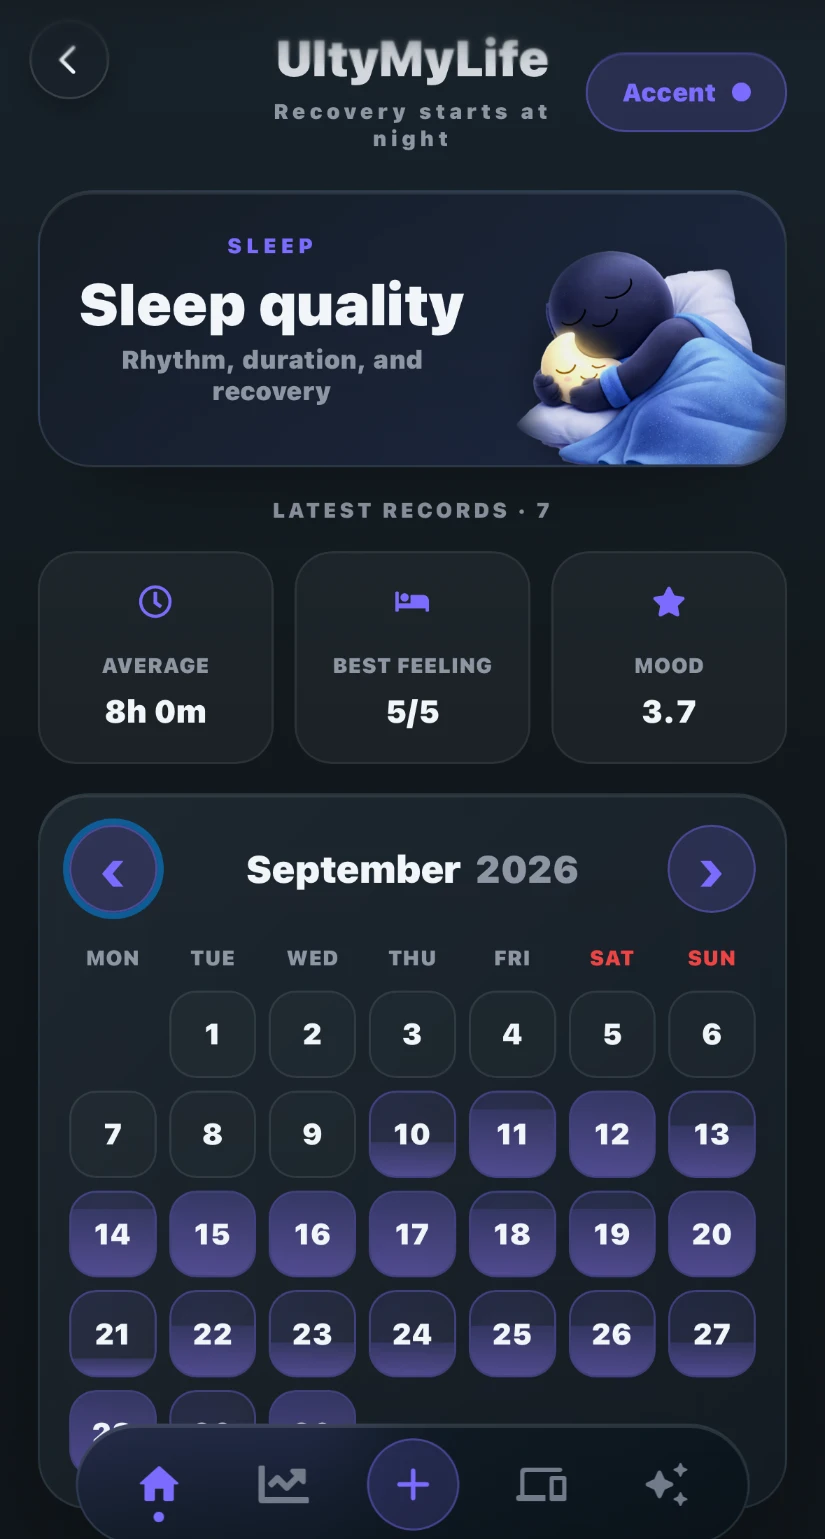 UltyMyLife
Recovery starts at
night
Accent
SLEEP
Sleep quality
Rhythm, duration, and
recovery
LATEST RECORDS · 7
AVERAGE
8h 0m
BEST FEELING
5/5
MOOD
3.7
September 2026
MON TUE WED THU FRI SAT SUN
1 2 3 4 5 6
7 8 9 10 11 12 13
14 15 16 17 18 19 20
21 22 23 24 25 26 27